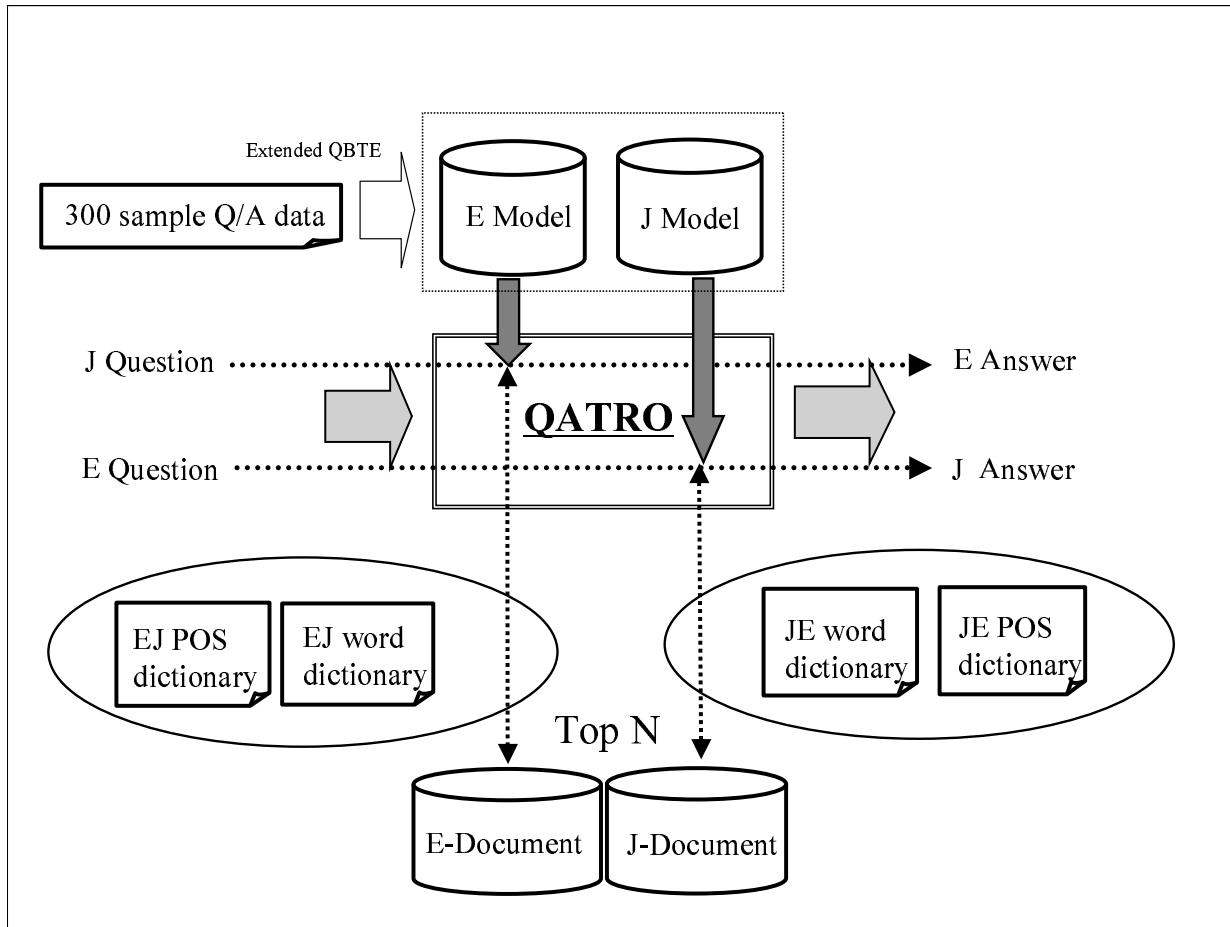 Extended QBTE
300 sample Q/A data
E Model
J Model
J Question
E Answer
QATRO
E Question
J Answer
EJ POS
dictionary
EJ word
dictionary
JE word
dictionary
JE POS
dictionary
Top N
E-Document
J-Document